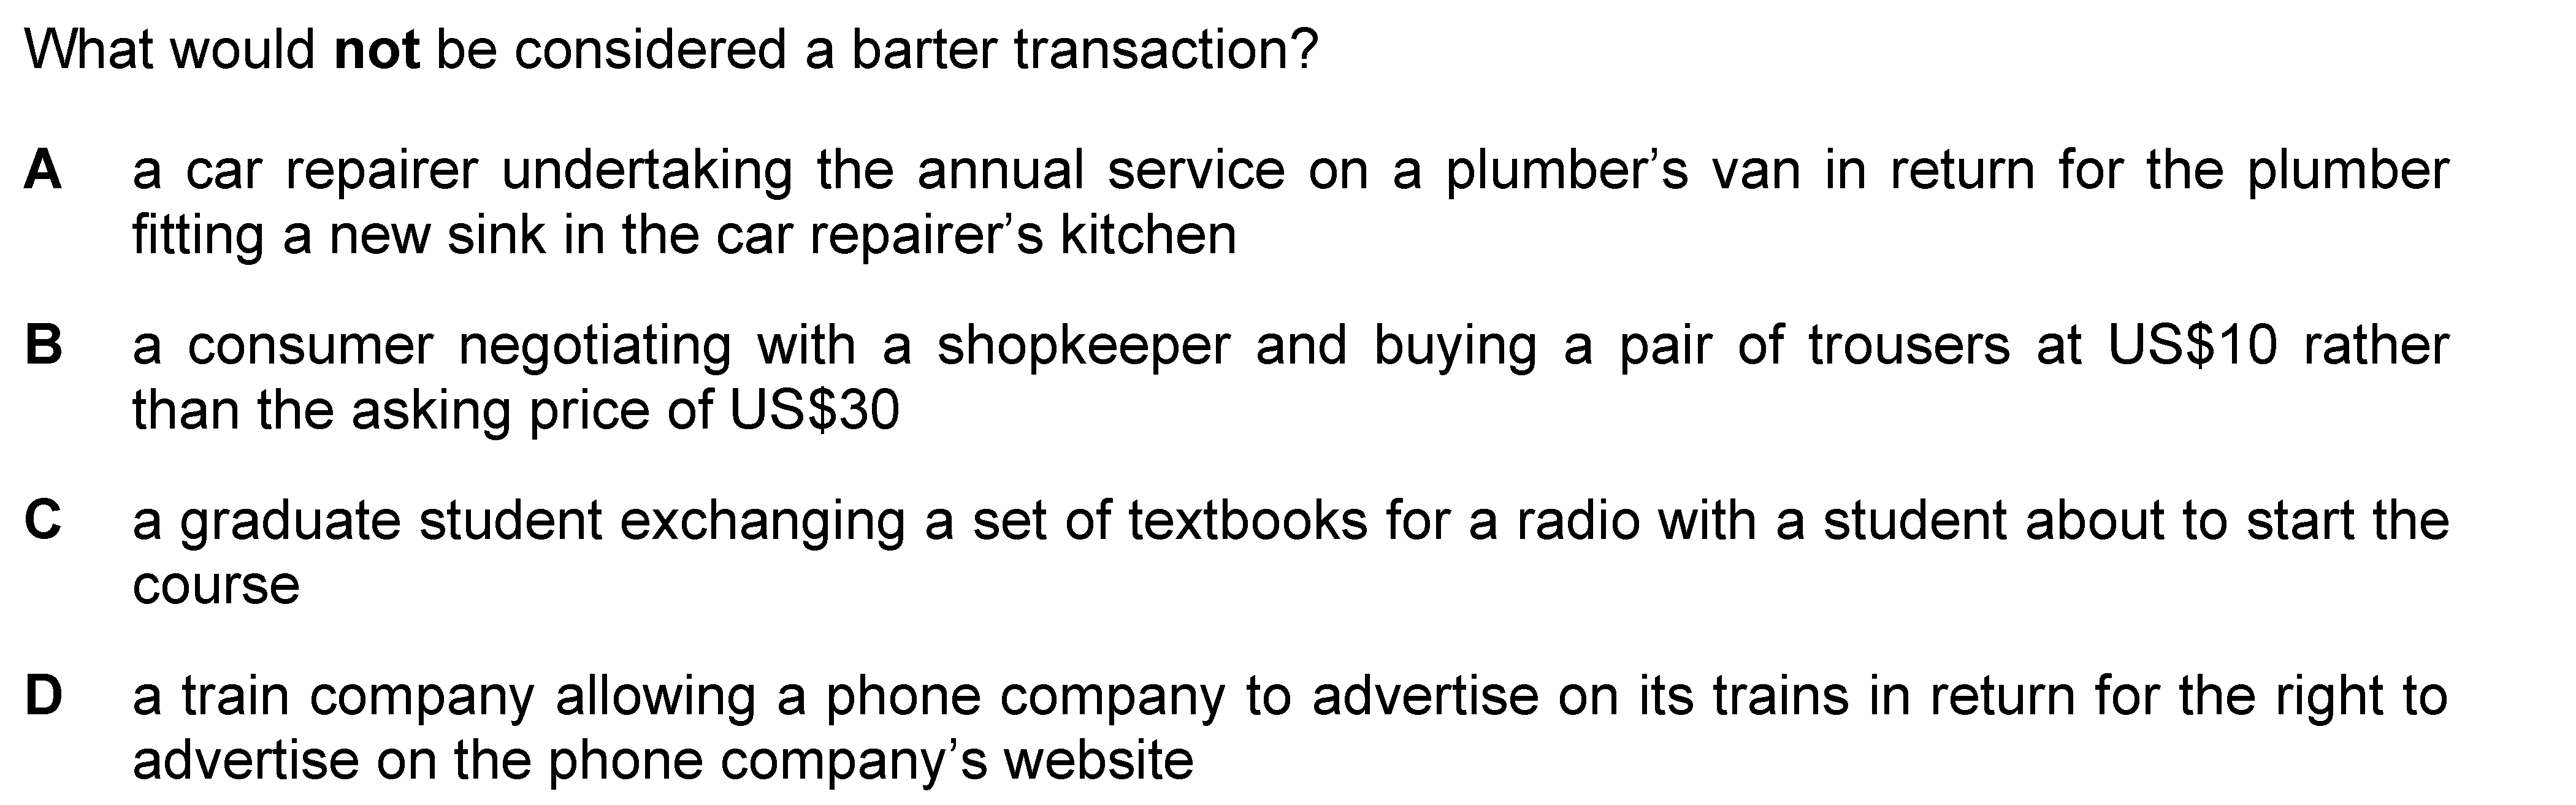 What would not be considered a barter transaction?
A a car repairer undertaking the annual service on a plumber’s van in return for the plumber
fitting a new sink in the car repairer’s kitchen
B a consumer negotiating with a shopkeeper and buying a pair of trousers at US$10 rather
than the asking price of US$30
C a graduate student exchanging a set of textbooks for a radio with a student about to start the
course
D a train company allowing a phone company to advertise on its trains in return for the right to
advertise on the phone company’s website